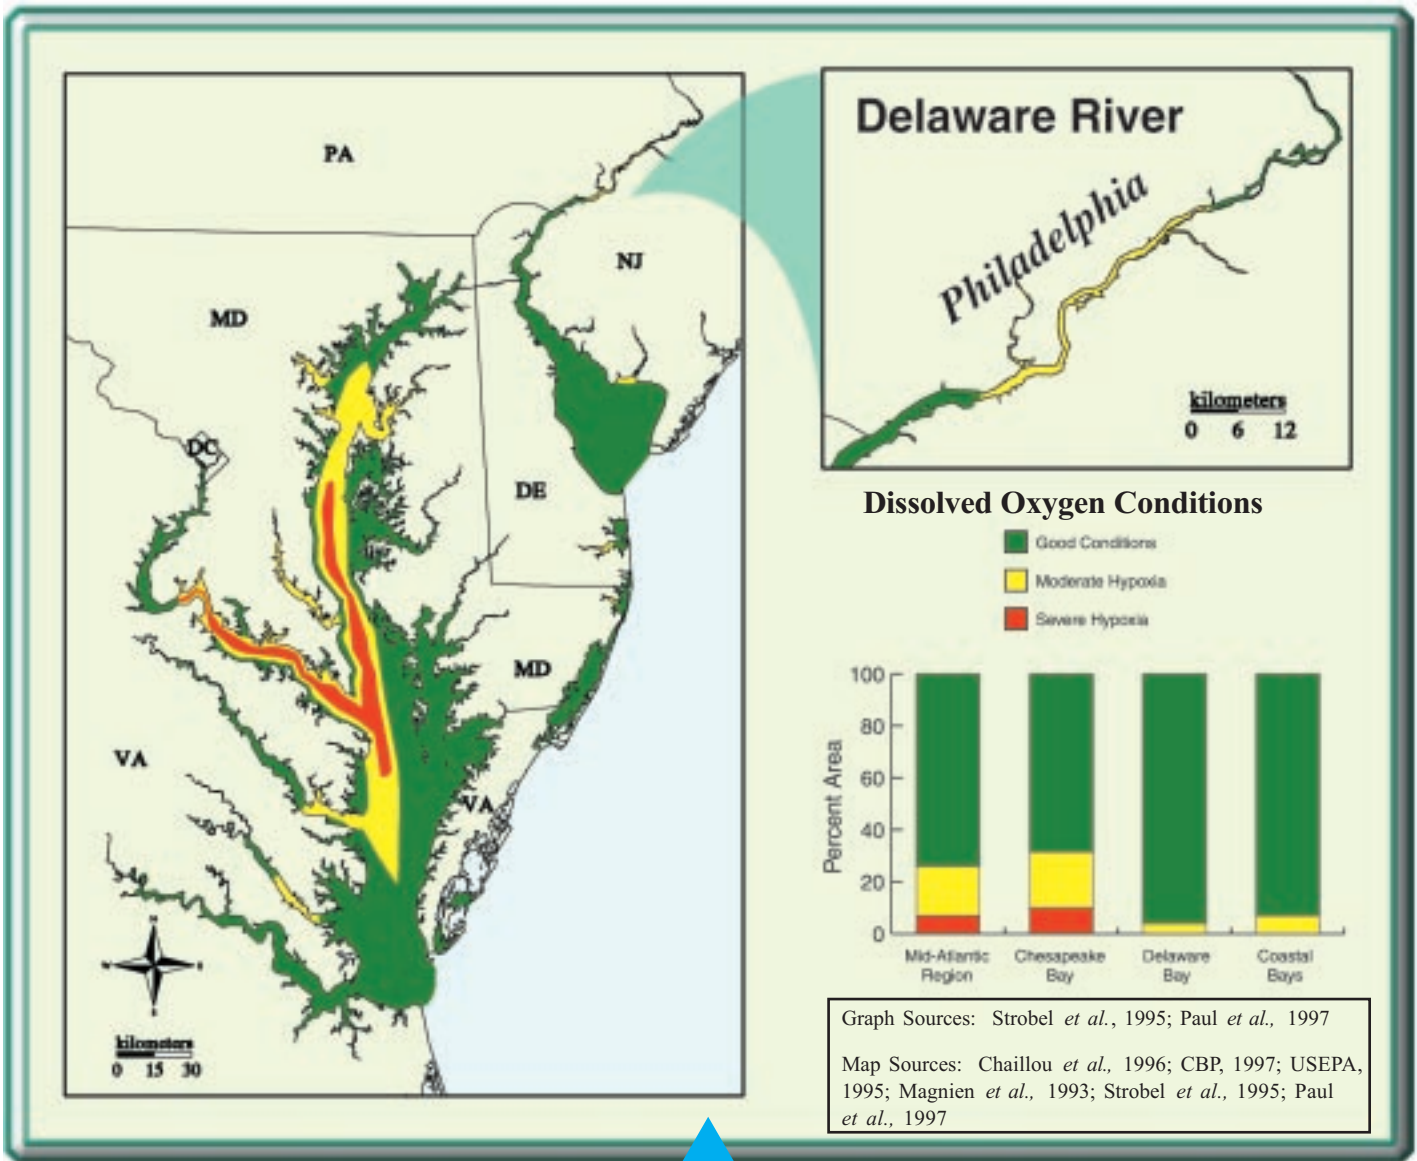 PA
NJ
MD
DC
DE
MD
VA
VA
N
W
E
S
kilometers
0 15 30
Delaware River
Philadelphia
kilometers
0 6 12
Dissolved Oxygen Conditions
Good Conditions
Moderate Hypoxia
Severe Hypoxia
Percent Area
100
80
60
40
20
0
Mid-Atlantic
Region
Chesapeake
Bay
Delaware
Bay
Coastal
Bays
Graph Sources: Strobel et al., 1995; Paul et al., 1997
Map Sources: Chaillou et al., 1996; CBP, 1997; USEPA,
1995; Magnien et al., 1993; Strobel et al., 1995; Paul
et al., 1997